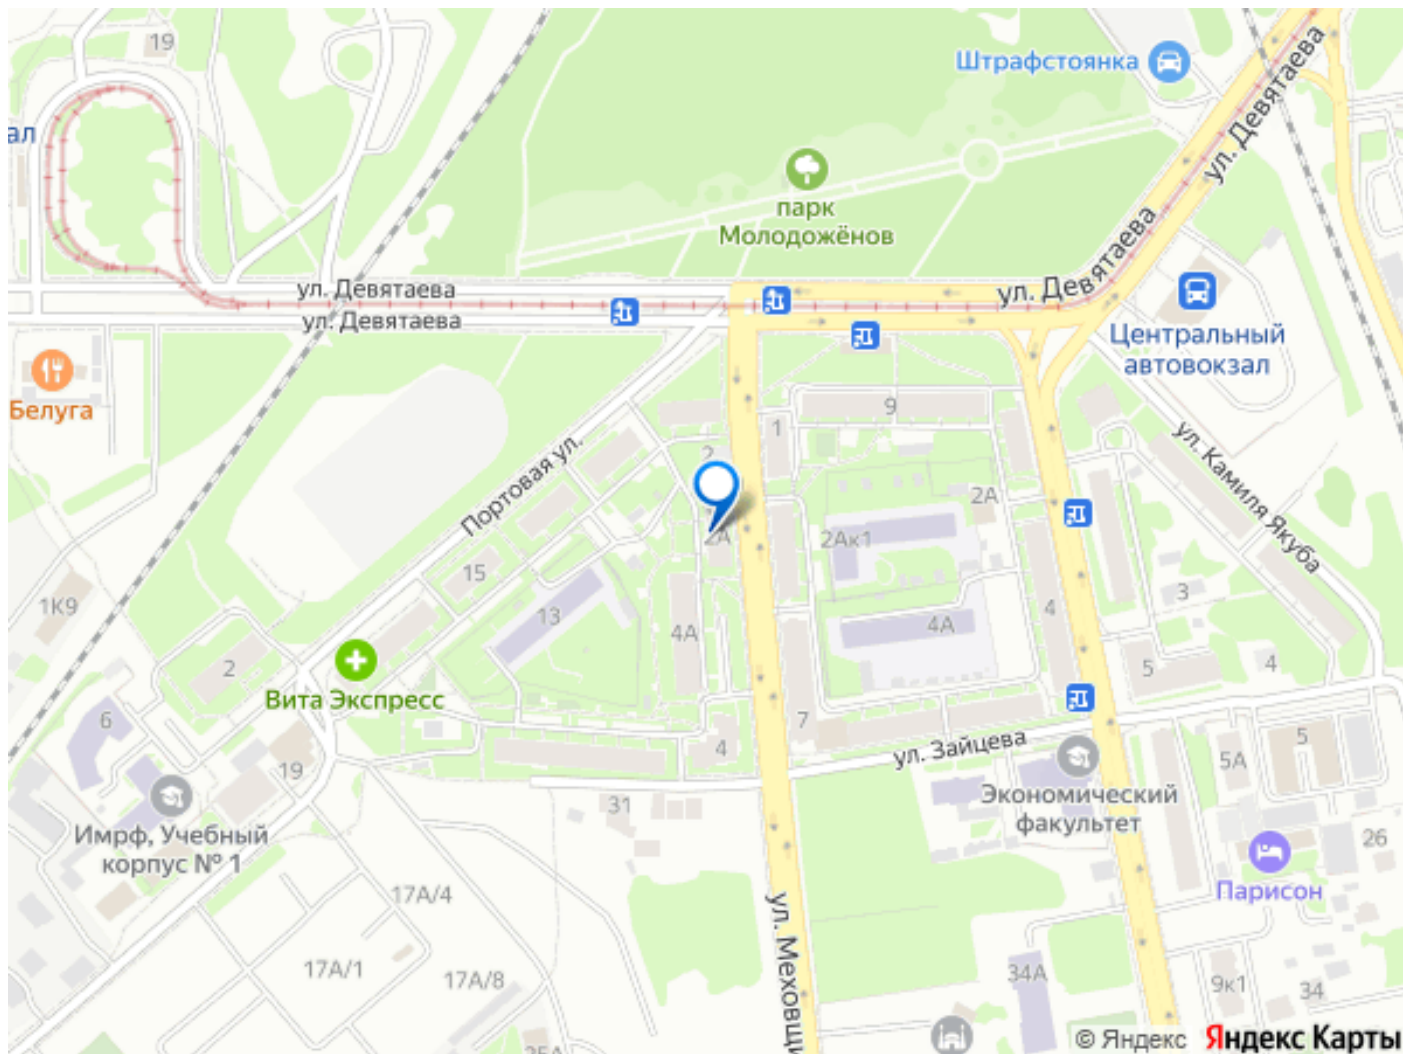 19
Штрафстоянка
ал
ул. Девятаева
парк
Молодожёнов
ул. Девятаева
ул. Девятаева
ул. Девятаева
ул. Девятаева
Центральный
автовокзал
Белуга
9
1
2
Портовая ул.
ул. Камиля Якуба
2А
2А
2Ак1
15
1К9
13
3
4
4А
4А
2
5
4
Вита Экспресс
6
7
4
ул. Зайцева
5
5А
19
Экономический
факультет
31
Имрф, Учебный
корпус № 1
26
Парисон
17А/4
ул. Меховщи
17А/1
17А/8
34А
9к1
34
25А
© Яндекс Яндекс Карты